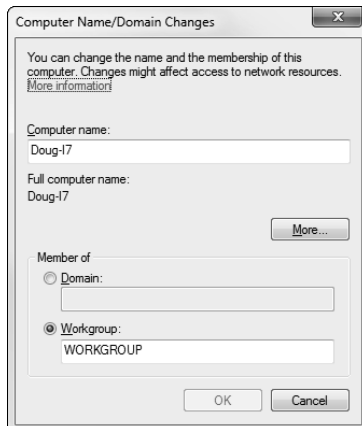 Computer Name/Domain Changes
You can change the name and the membership of this
computer. Changes might affect access to network resources.
More information
Computer name:
Doug-I7
Full computer name:
Doug-I7
More...
Member of
Domain:
Workgroup:
WORKGROUP
OK
Cancel